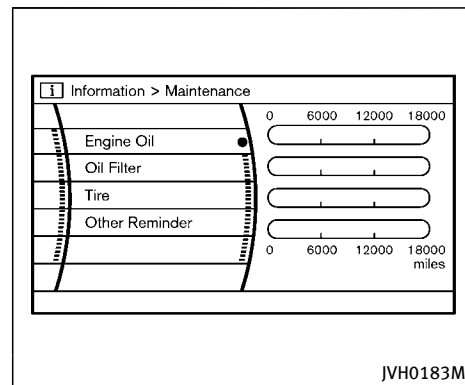 i Information > Maintenance
0 6000 12000 18000
Engine Oil
Oil Filter
Tire
Other Reminder
0 6000 12000 18000
miles
JVH0183M